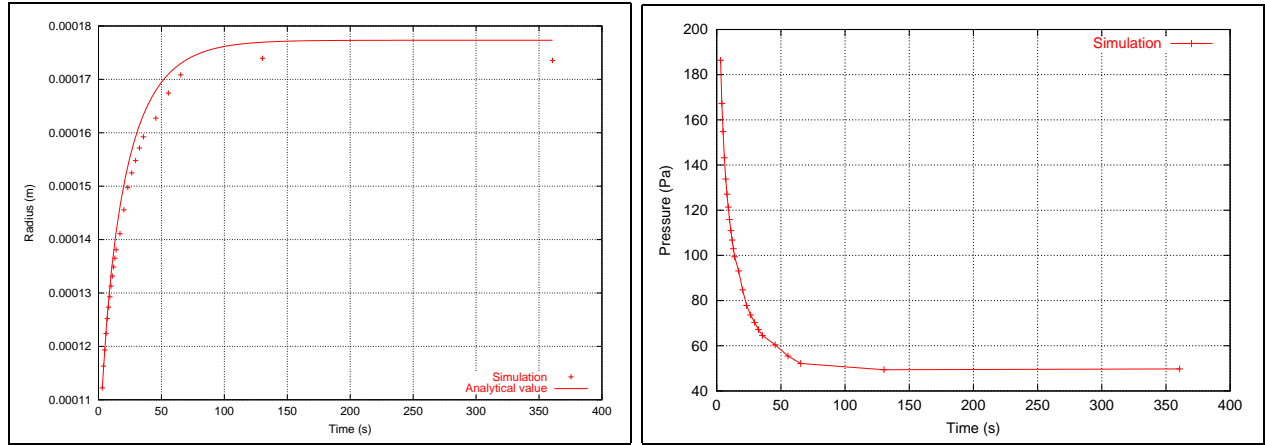 0.00018
0.00017
0.00016
0.00015
0.00014
0.00013
0.00012
0.00011
Radius (m)
Simulation
Analytical value
0 50 100 150 200 250 300 350 400
Time (s)
200
180
160
140
120
100
80
60
40
Pressure (Pa)
Simulation
0 50 100 150 200 250 300 350 400
Time (s)